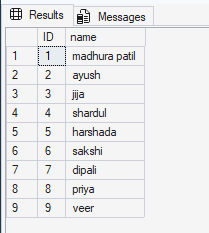 Results Messages
ID name
1 1 madhura patil
2 2 ayush
3 3 jija
4 4 shardul
5 5 harshada
6 6 sakshi
7 7 dipali
8 8 priya
9 9 veer